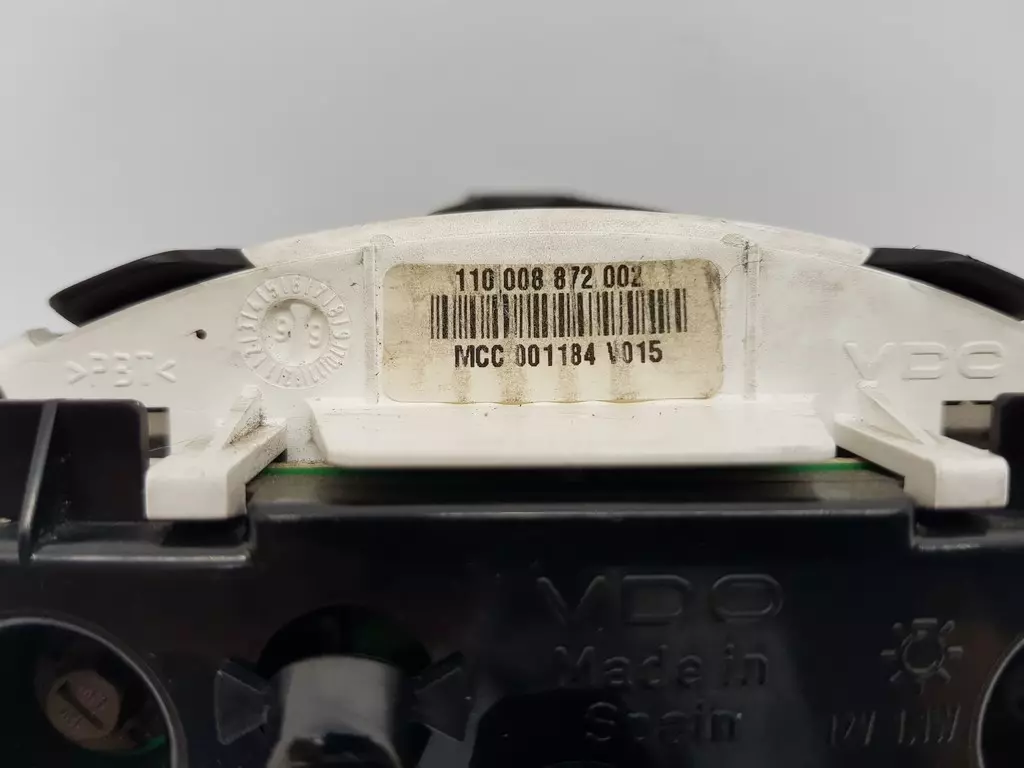 110 008 872 002
MCC 001184 V015
>PBT<
VDO
VDO
Made in
Spain
12V 1,1W